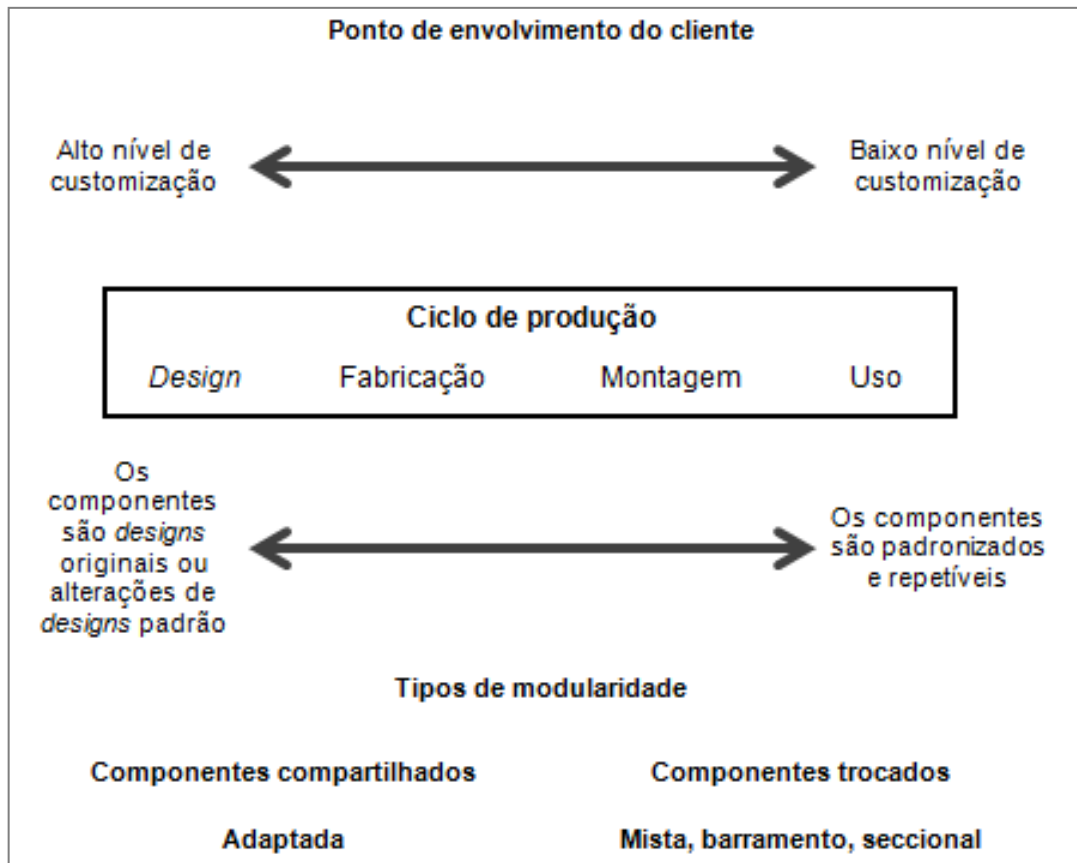 Ponto de envolvimento do cliente
Alto nível de
customização
Baixo nível de
customização
Ciclo de produção
Design
Fabricação
Montagem
Uso
Os
componentes
são designs
originais ou
alterações de
designs padrão
Os componentes
são padronizados
e repetíveis
Tipos de modularidade
Componentes compartilhados
Componentes trocados
Adaptada
Mista, barramento, seccional